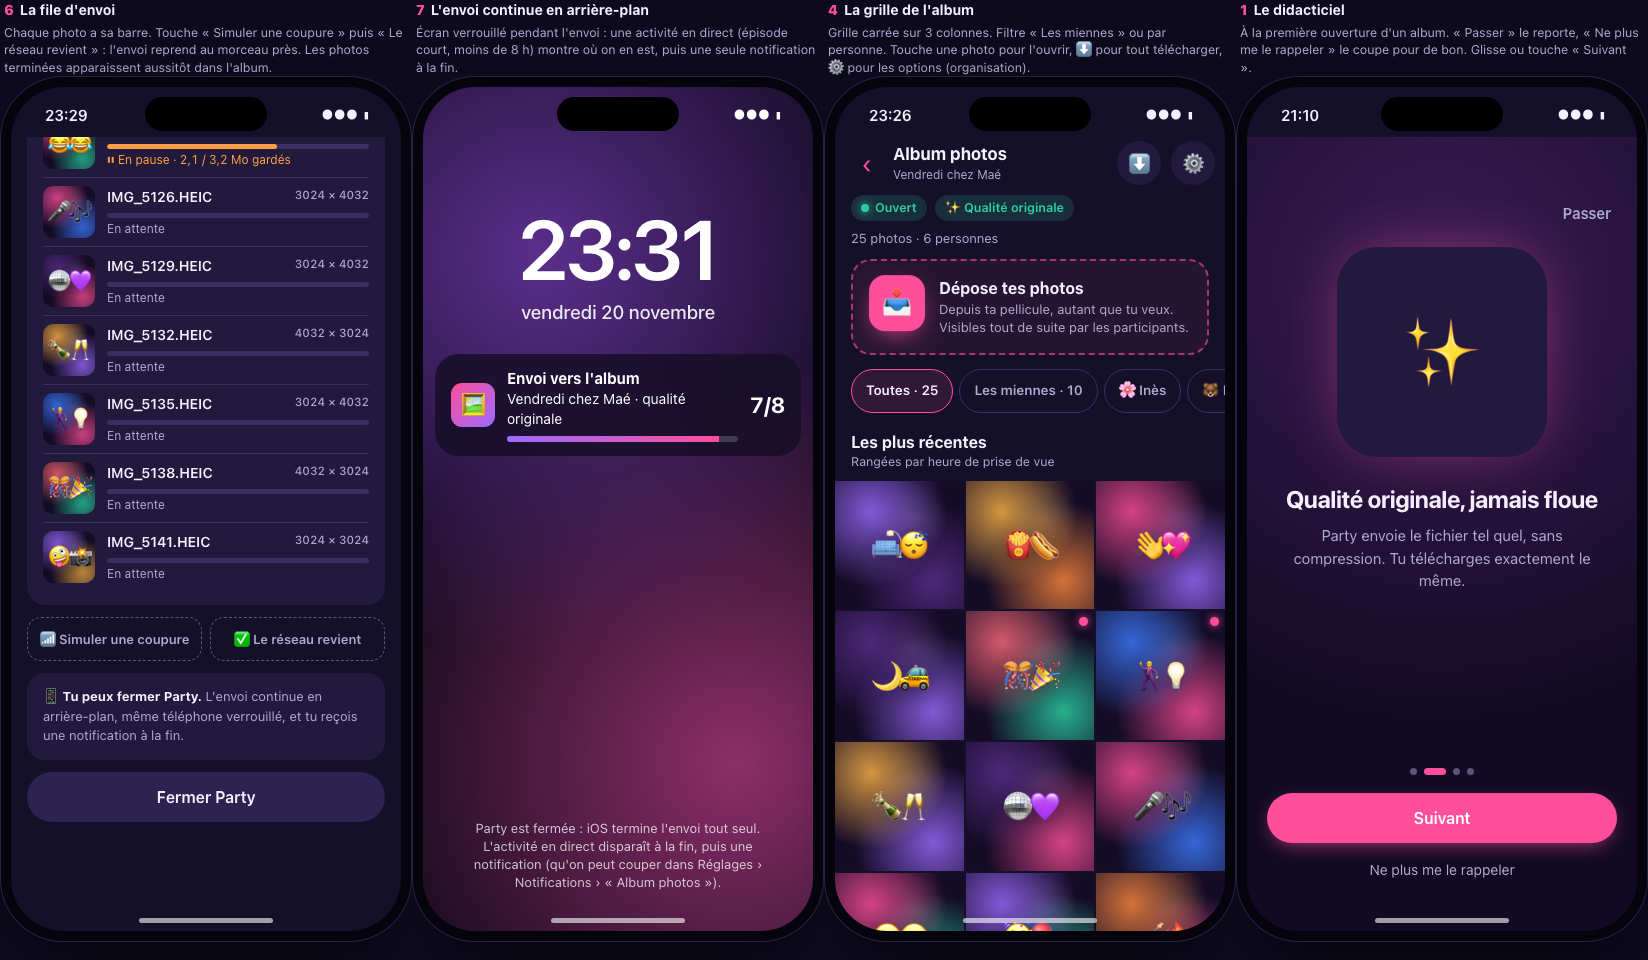 6 La file d'envoi
Chaque photo a sa barre. Touche « Simuler une coupure » puis « Le
réseau revient » : l'envoi reprend au morceau près. Les photos
terminées apparaissent aussitôt dans l'album.
23:29
En pause · 2,1 / 3,2 Mo gardés
IMG_5126.HEIC
3024 × 4032
En attente
IMG_5129.HEIC
3024 × 4032
En attente
IMG_5132.HEIC
4032 × 3024
En attente
IMG_5135.HEIC
3024 × 4032
En attente
IMG_5138.HEIC
4032 × 3024
En attente
IMG_5141.HEIC
3024 × 3024
En attente
Simuler une coupure
Le réseau revient
Tu peux fermer Party. L'envoi continue en
arrière-plan, même téléphone verrouillé, et tu reçois
une notification à la fin.
Fermer Party
7 L'envoi continue en arrière-plan
Écran verrouillé pendant l'envoi : une activité en direct (épisode
court, moins de 8 h) montre où on en est, puis une seule notification
à la fin.
23:31
vendredi 20 novembre
Envoi vers l'album
Vendredi chez Maé · qualité
originale
7/8
Party est fermée : iOS termine l'envoi tout seul.
L'activité en direct disparaît à la fin, puis une
notification (qu'on peut couper dans Réglages ›
Notifications › « Album photos »).
4 La grille de l'album
Grille carrée sur 3 colonnes. Filtre « Les miennes » ou par
personne. Touche une photo pour l'ouvrir, ⬇️ pour tout télécharger,
⚙️ pour les options (organisation).
23:26
Album photos
Vendredi chez Maé
Ouvert
✨ Qualité originale
25 photos · 6 personnes
Dépose tes photos
Depuis ta pellicule, autant que tu veux.
Visibles tout de suite par les participants.
Toutes · 25
Les miennes · 10
🌸 Inès
Les plus récentes
Rangées par heure de prise de vue
1 Le didacticiel
À la première ouverture d'un album. « Passer » le reporte, « Ne plus
me le rappeler » le coupe pour de bon. Glisse ou touche « Suivant
».
21:10
Passer
Qualité originale, jamais floue
Party envoie le fichier tel quel, sans
compression. Tu télécharges exactement le
même.
Suivant
Ne plus me le rappeler